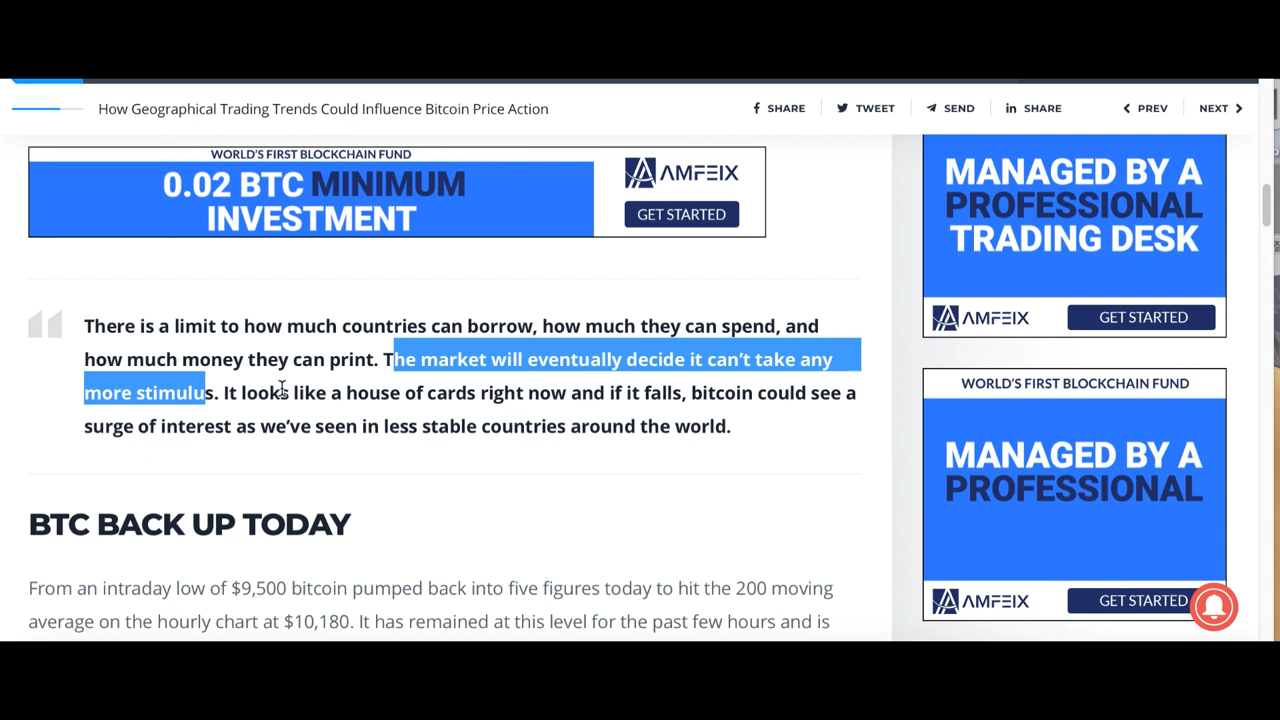 How Geographical Trading Trends Could Influence Bitcoin Price Action
SHARE
TWEET
SEND
SHARE
PREV
NEXT
WORLD'S FIRST BLOCKCHAIN FUND
0.02 BTC MINIMUM
INVESTMENT
AMFEIX
GET STARTED
There is a limit to how much countries can borrow, how much they can spend, and
how much money they can print. The market will eventually decide it can't take any
more stimulus. It looks like a house of cards right now and if it falls, bitcoin could see a
surge of interest as we've seen in less stable countries around the world.
BTC BACK UP TODAY
From an intraday low of $9,500 bitcoin pumped back into five figures today to hit the 200 moving
average on the hourly chart at $10,180. It has remained at this level for the past few hours and is
MANAGED BY A
PROFESSIONAL
TRADING DESK
AMFEIX
GET STARTED
WORLD'S FIRST BLOCKCHAIN FUND
MANAGED BY A
PROFESSIONAL
AMFEIX
GET STARTED